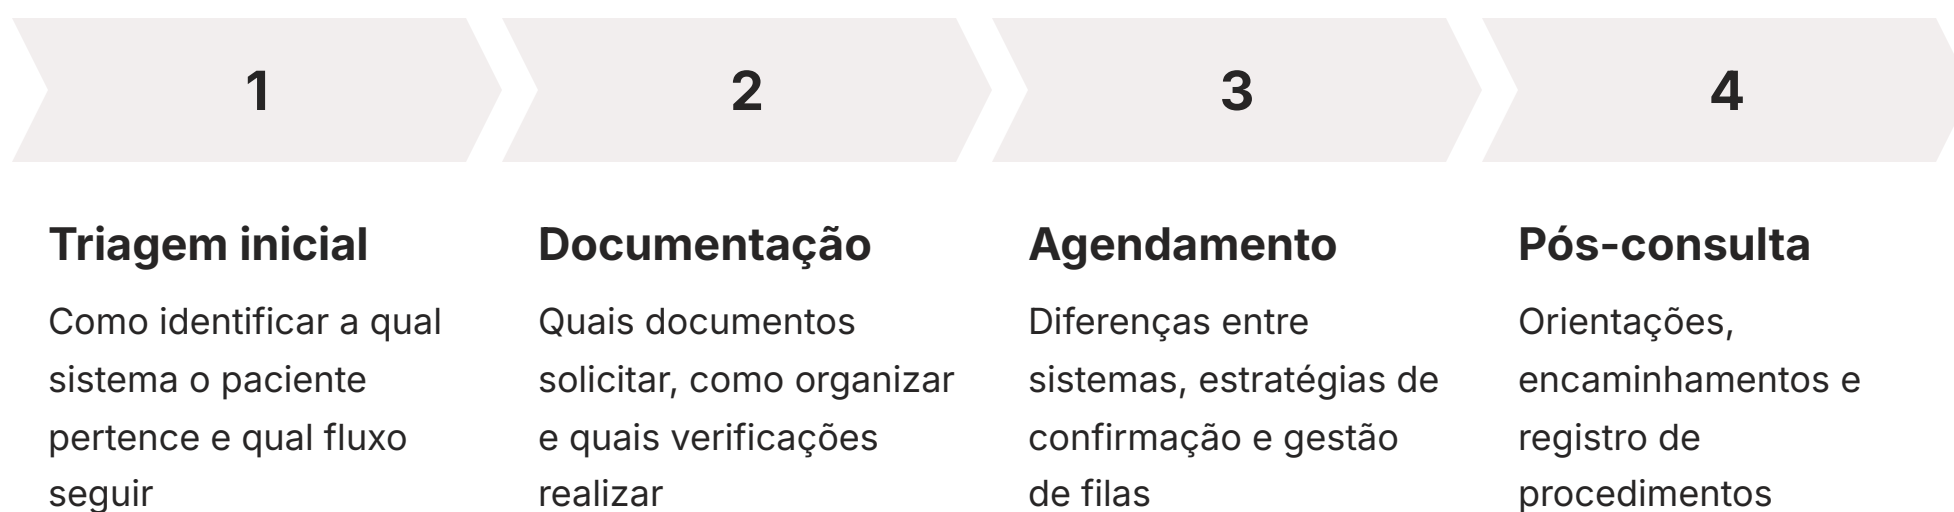 1
2
3
4
Triagem inicial
Como identificar a qual
sistema o paciente
pertence e qual fluxo
seguir
Documentação
Quais documentos
solicitar, como organizar
e quais verificações
realizar
Agendamento
Diferenças entre
sistemas, estratégias de
confirmação e gestão
de filas
Pós-consulta
Orientações,
encaminhamentos e
registro de
procedimentos